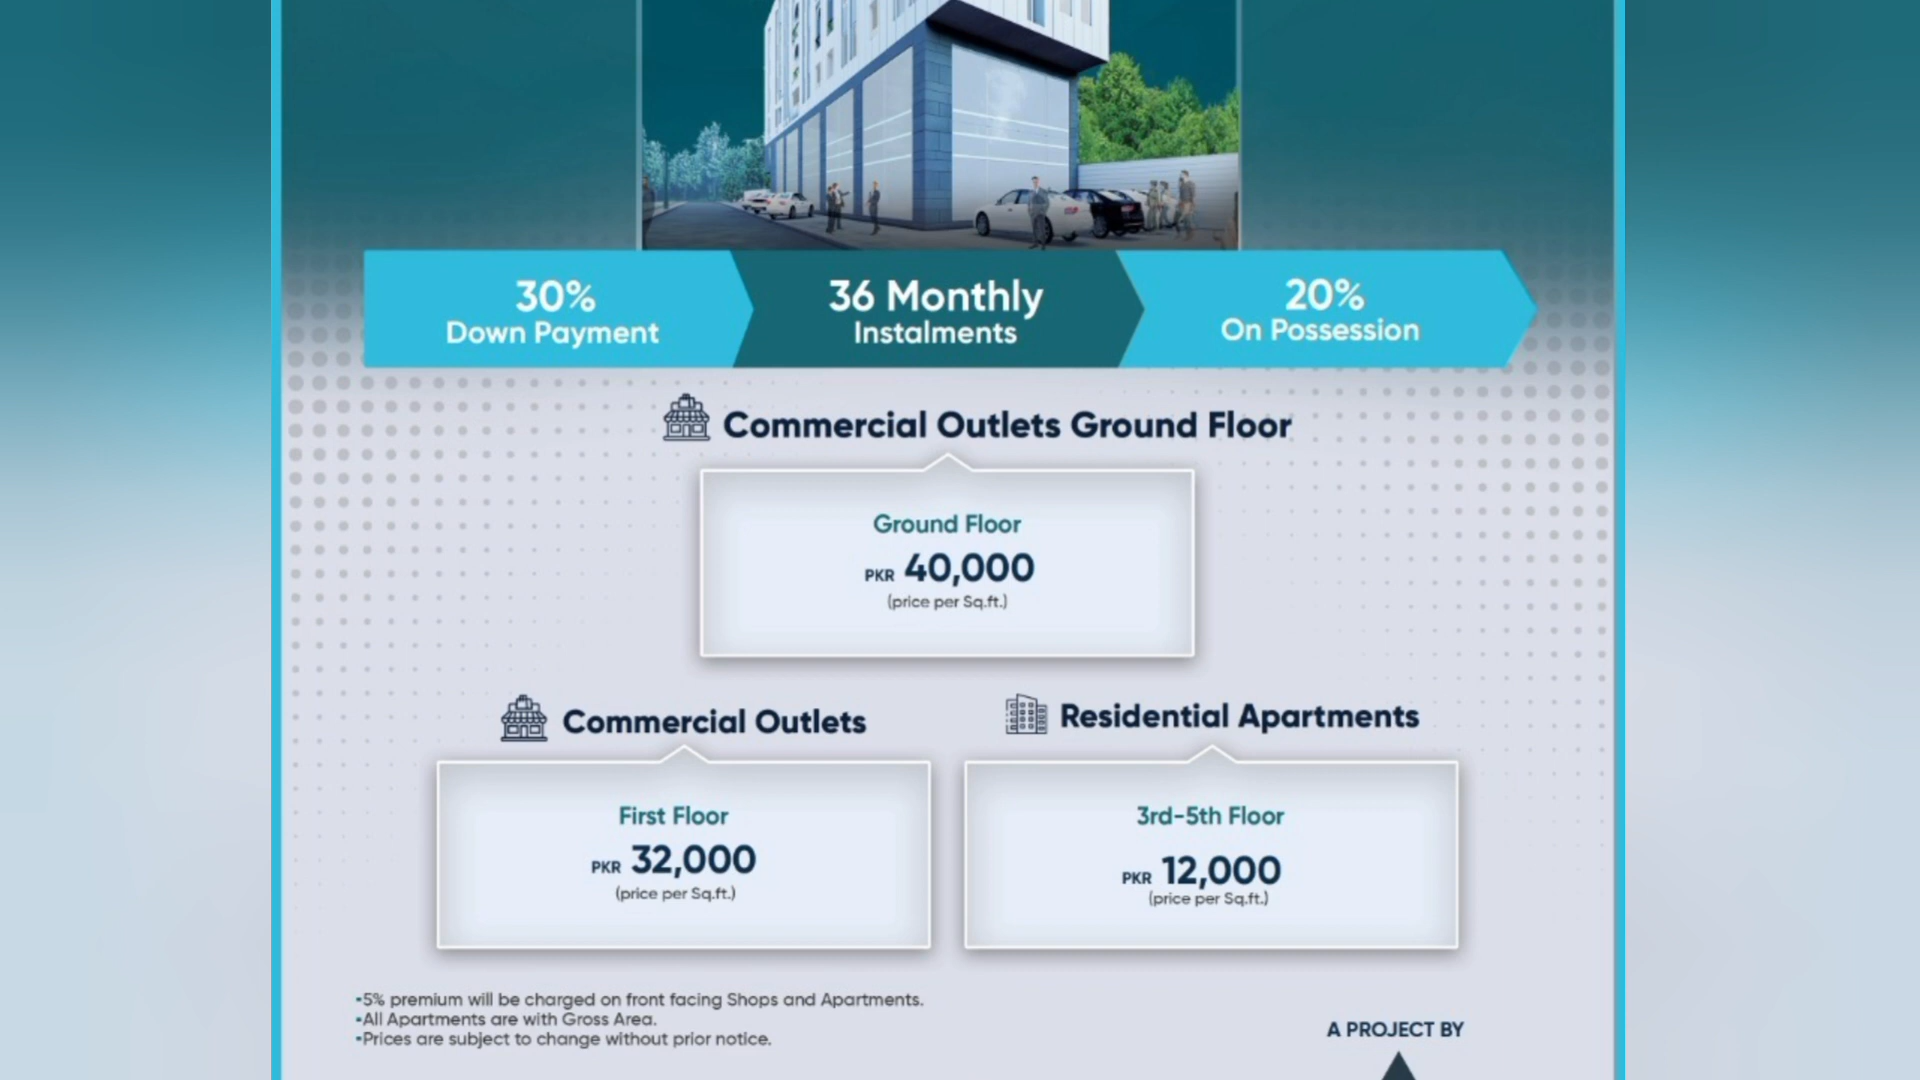 30%
Down Payment
36 Monthly
Instalments
20%
On Possession
Commercial Outlets Ground Floor
Ground Floor
PKR 40,000
(price per Sq.ft.)
Commercial Outlets
First Floor
PKR 32,000
(price per Sq.ft.)
Residential Apartments
3rd-5th Floor
PKR 12,000
(price per Sq.ft.)
▪5% premium will be charged on front facing Shops and Apartments.
▪All Apartments are with Gross Area.
▪Prices are subject to change without prior notice.
A PROJECT BY